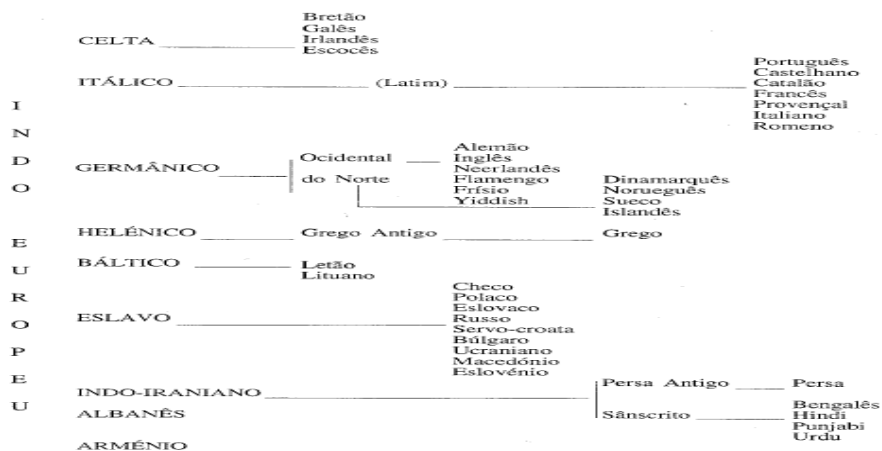 INDO EUROPEU
CELTA
Bretão
Galês
Irlandês
Escocês
ITÁLICO
(Latim)
Português
Castelhano
Catalão
Francês
Provençal
Italiano
Romeno
GERMÂNICO
Ocidental
Alemão
Inglês
Neerlandês
Flamengo
Frísio
Yiddish
do Norte
Dinamarquês
Norueguês
Sueco
Islandês
HELÉNICO
Grego Antigo
Grego
BÁLTICO
Letão
Lituano
ESLAVO
Checo
Polaco
Eslovaco
Russo
Servo-croata
Búlgaro
Ucraniano
Macedónio
Eslovénio
INDO-IRANIANO
Persa Antigo
Persa
Sânscrito
Bengalês
Hindi
Punjabi
Urdu
ALBANÊS
ARMÉNIO